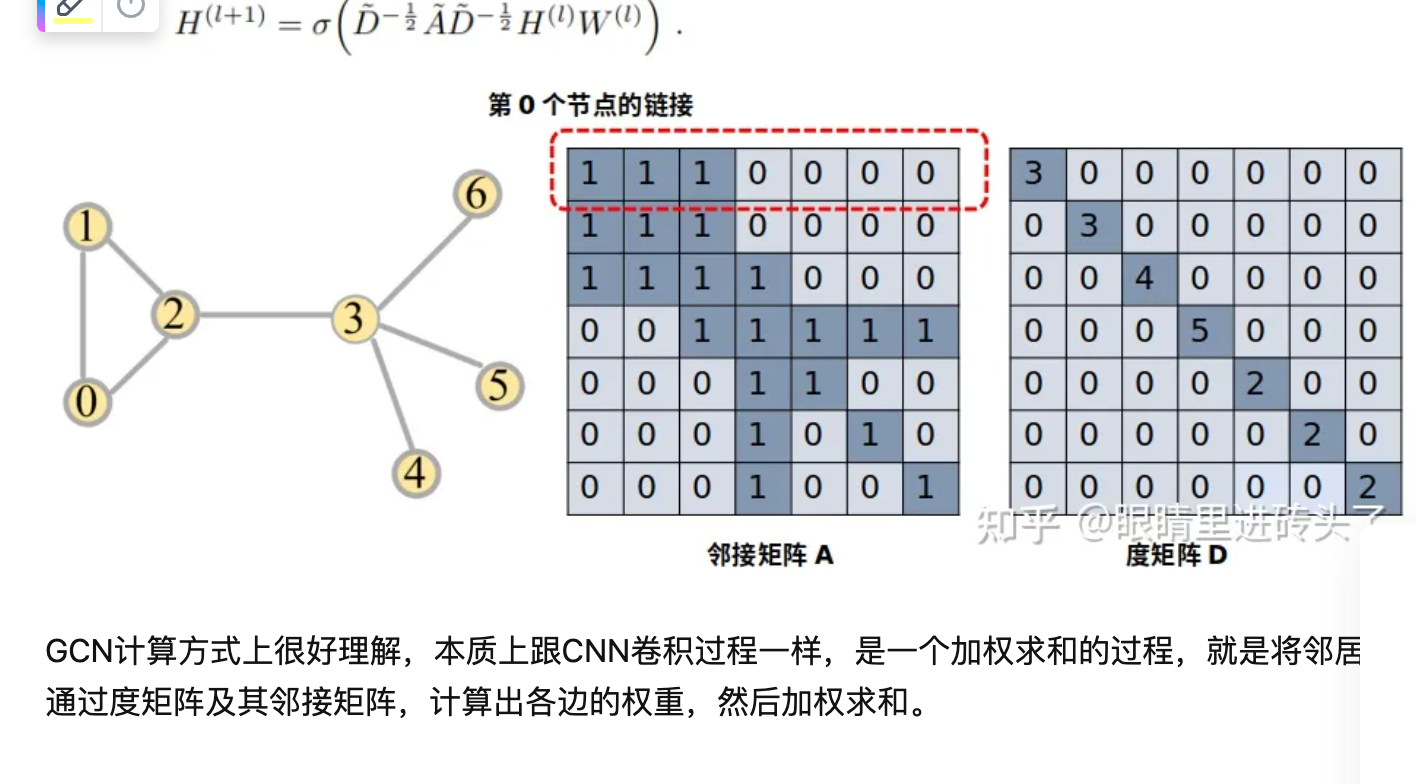 H^{(l+1)} = σ(D̃^{-1/2} Ã D̃^{-1/2} H^{(l)} W^{(l)}) .
第 0 个节点的链接
1 1 1 0 0 0 0
1 1 1 0 0 0 0
1 1 1 1 0 0 0
0 0 1 1 1 1 1
0 0 0 1 1 0 0
0 0 0 1 0 1 0
0 0 0 1 0 0 1
3 0 0 0 0 0 0
0 3 0 0 0 0 0
0 0 4 0 0 0 0
0 0 0 5 0 0 0
0 0 0 0 2 0 0
0 0 0 0 0 2 0
0 0 0 0 0 0 2
6
1
2
3
5
0
4
知乎 @眼睛里进砖头了
邻接矩阵 A
度矩阵 D
GCN计算方式上很好理解，本质上跟CNN卷积过程一样，是一个加权求和的过程，就是将邻居
通过度矩阵及其邻接矩阵，计算出各边的权重，然后加权求和。